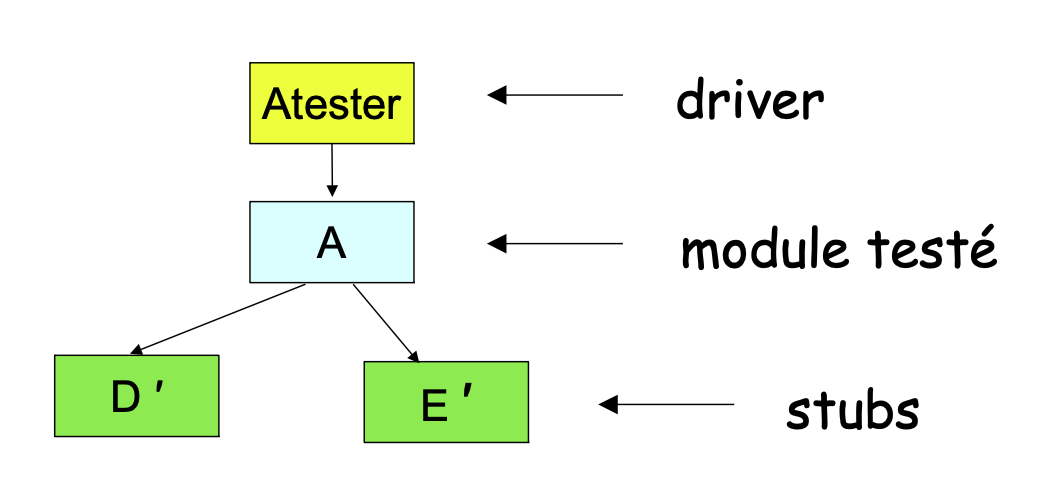 Atester
driver
A
module testé
D ′
E ′
stubs